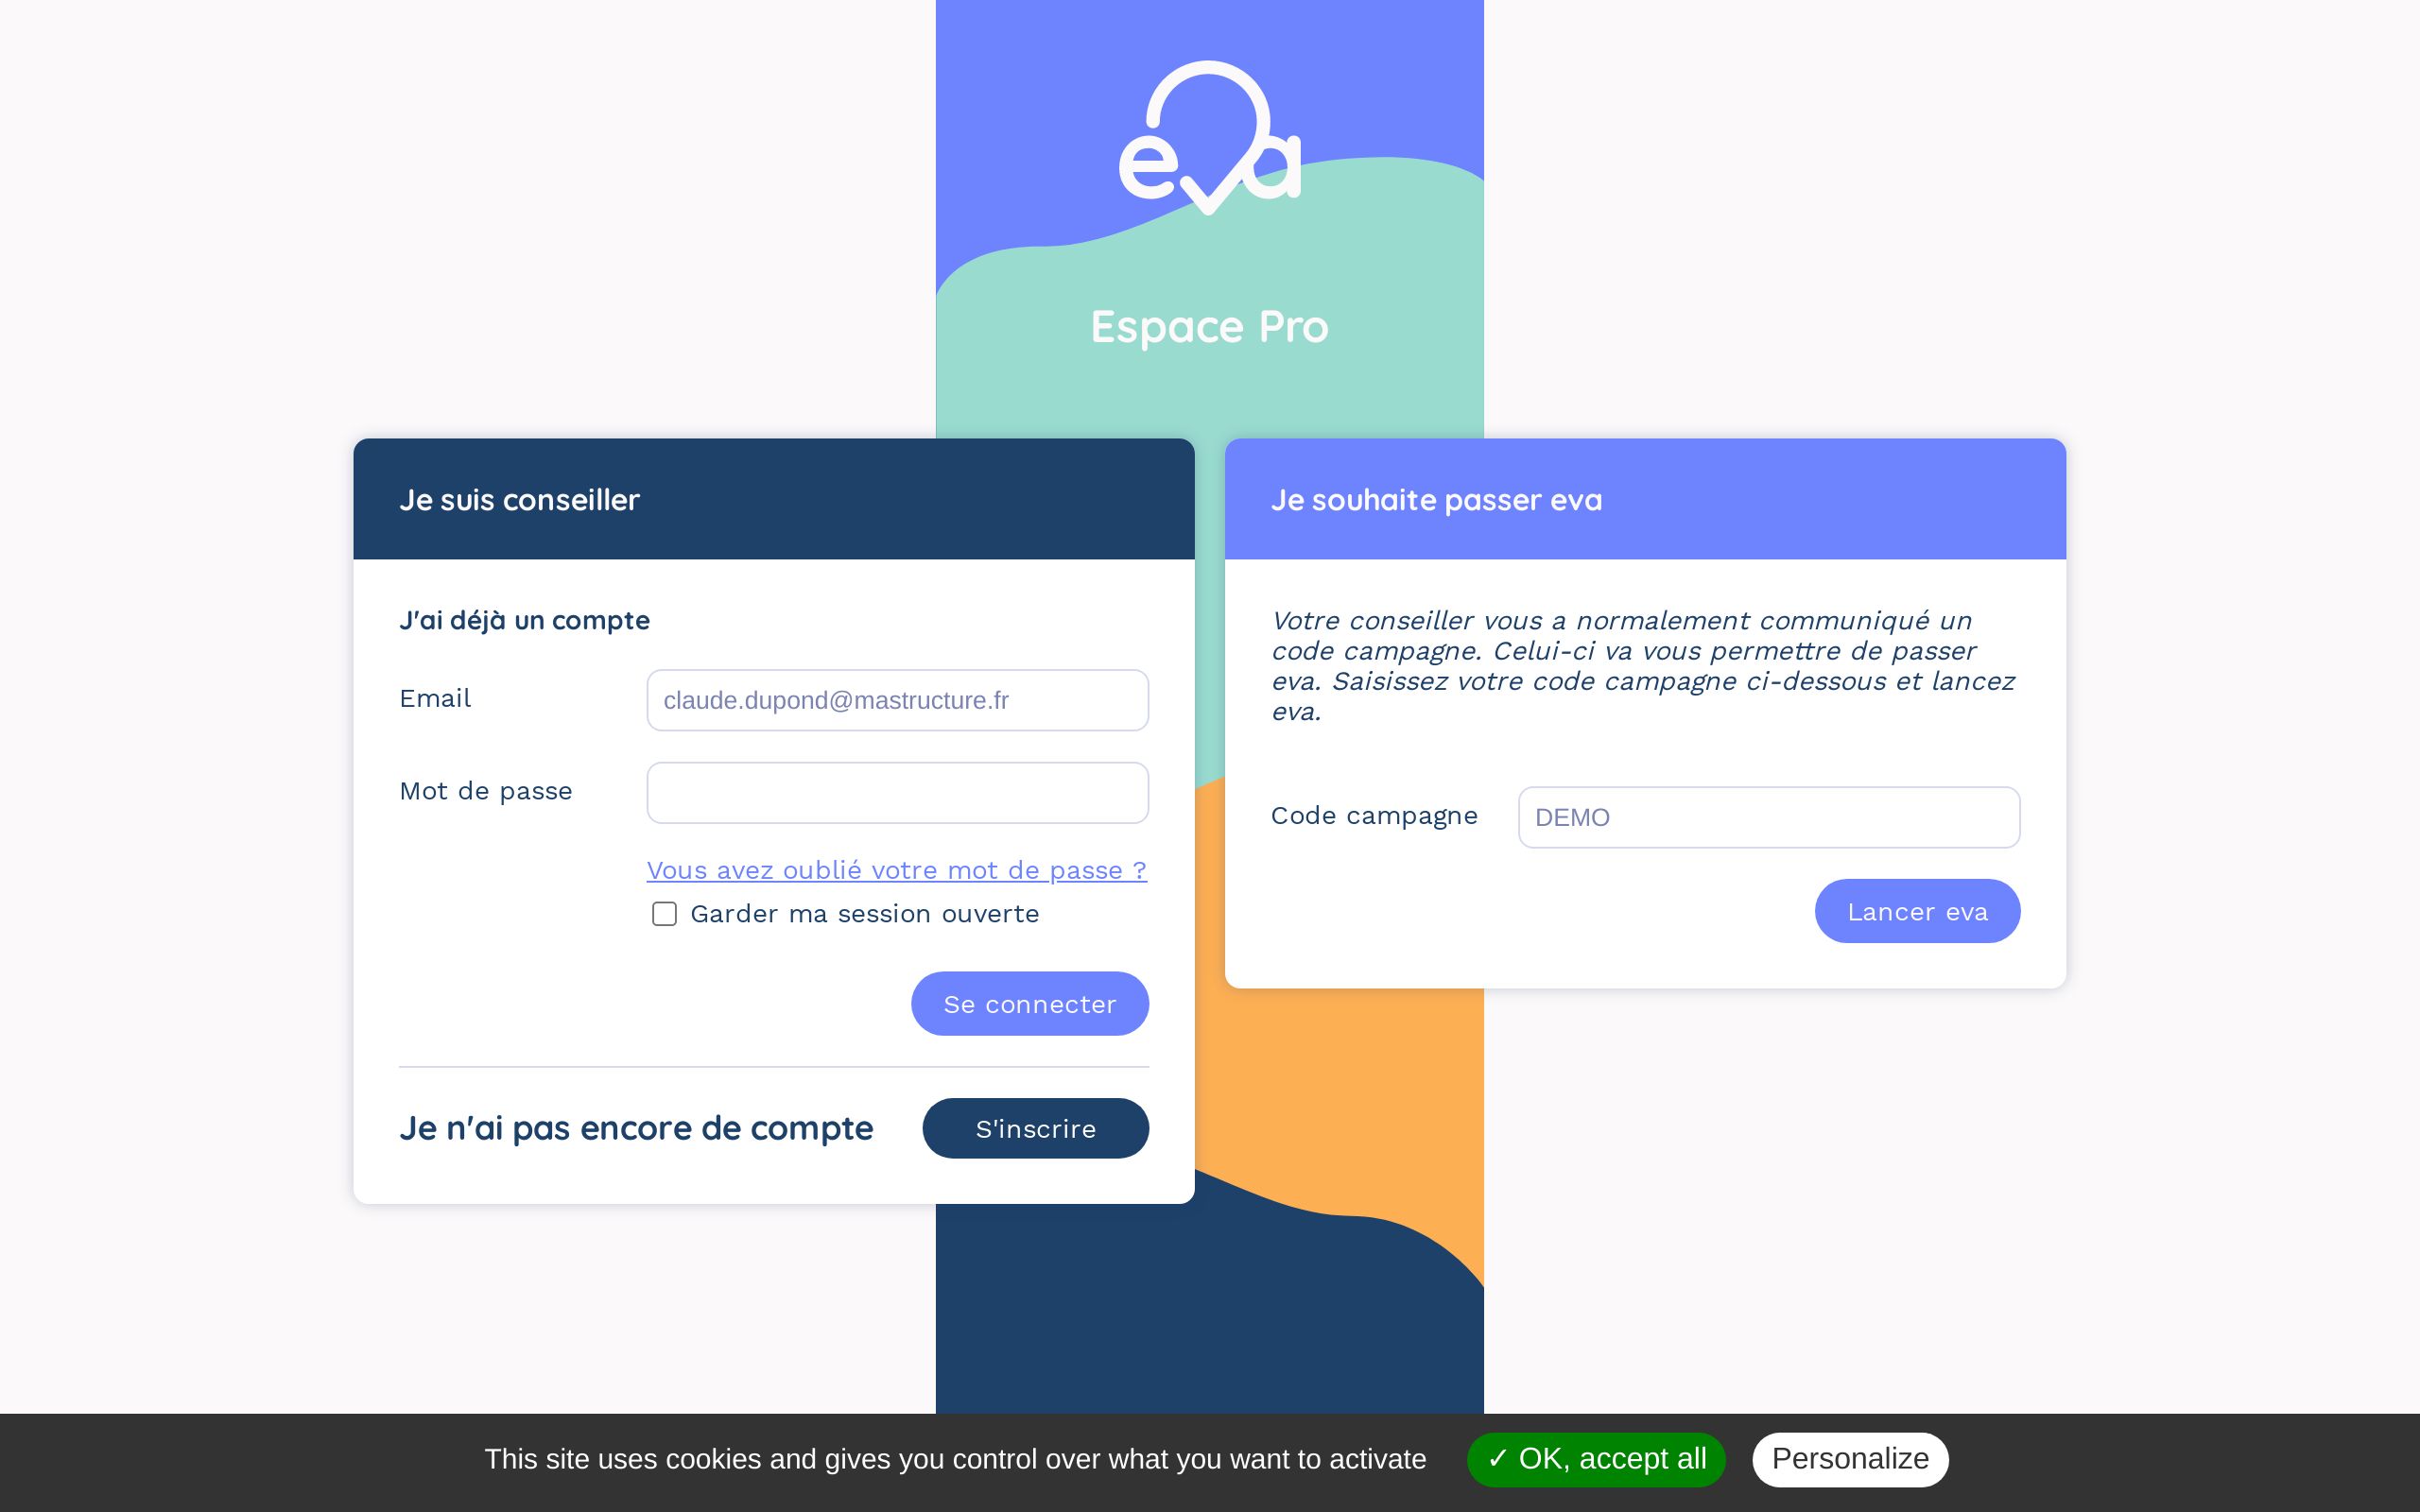 eva
Espace Pro
Je suis conseiller
J'ai déjà un compte
Email
claude.dupond@mastructure.fr
Mot de passe
Vous avez oublié votre mot de passe ?
Garder ma session ouverte
Se connecter
Je n'ai pas encore de compte
S'inscrire
Je souhaite passer eva
Votre conseiller vous a normalement communiqué un
code campagne. Celui-ci va vous permettre de passer
eva. Saisissez votre code campagne ci-dessous et lancez
eva.
Code campagne
DEMO
Lancer eva
This site uses cookies and gives you control over what you want to activate
✓ OK, accept all
Personalize